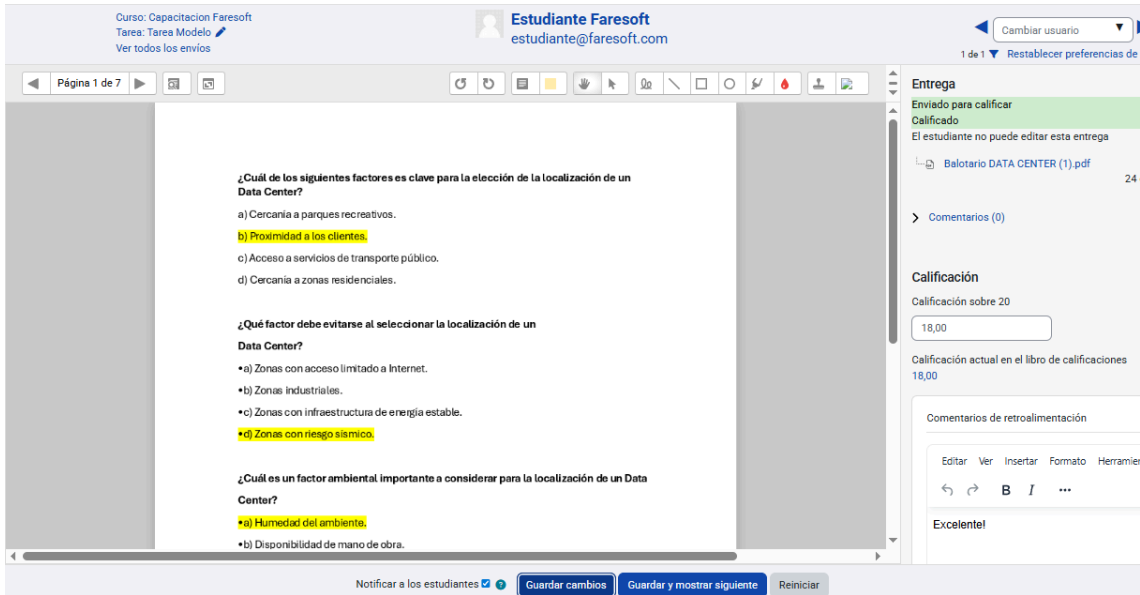 Curso: Capacitacion Faresoft
Tarea: Tarea Modelo
Ver todos los envíos
Estudiante Faresoft
estudiante@faresoft.com
Cambiar usuario
1 de 1 Restablecer preferencias de
Página 1 de 7
¿Cuál de los siguientes factores es clave para la elección de la localización de un
Data Center?
a) Cercanía a parques recreativos.
b) Proximidad a los clientes.
c) Acceso a servicios de transporte público.
d) Cercanía a zonas residenciales.
¿Qué factor debe evitarse al seleccionar la localización de un
Data Center?
•a) Zonas con acceso limitado a Internet.
•b) Zonas industriales.
•c) Zonas con infraestructura de energía estable.
•d) Zonas con riesgo sísmico.
¿Cuál es un factor ambiental importante a considerar para la localización de un Data
Center?
•a) Humedad del ambiente.
•b) Disponibilidad de mano de obra.
Entrega
Enviado para calificar
Calificado
El estudiante no puede editar esta entrega
Balotario DATA CENTER (1).pdf
24
Comentarios (0)
Calificación
Calificación sobre 20
18,00
Calificación actual en el libro de calificaciones
18,00
Comentarios de retroalimentación
Editar Ver Insertar Formato Herramien
B I ...
Excelente!
Notificar a los estudiantes Guardar cambios Guardar y mostrar siguiente Reiniciar